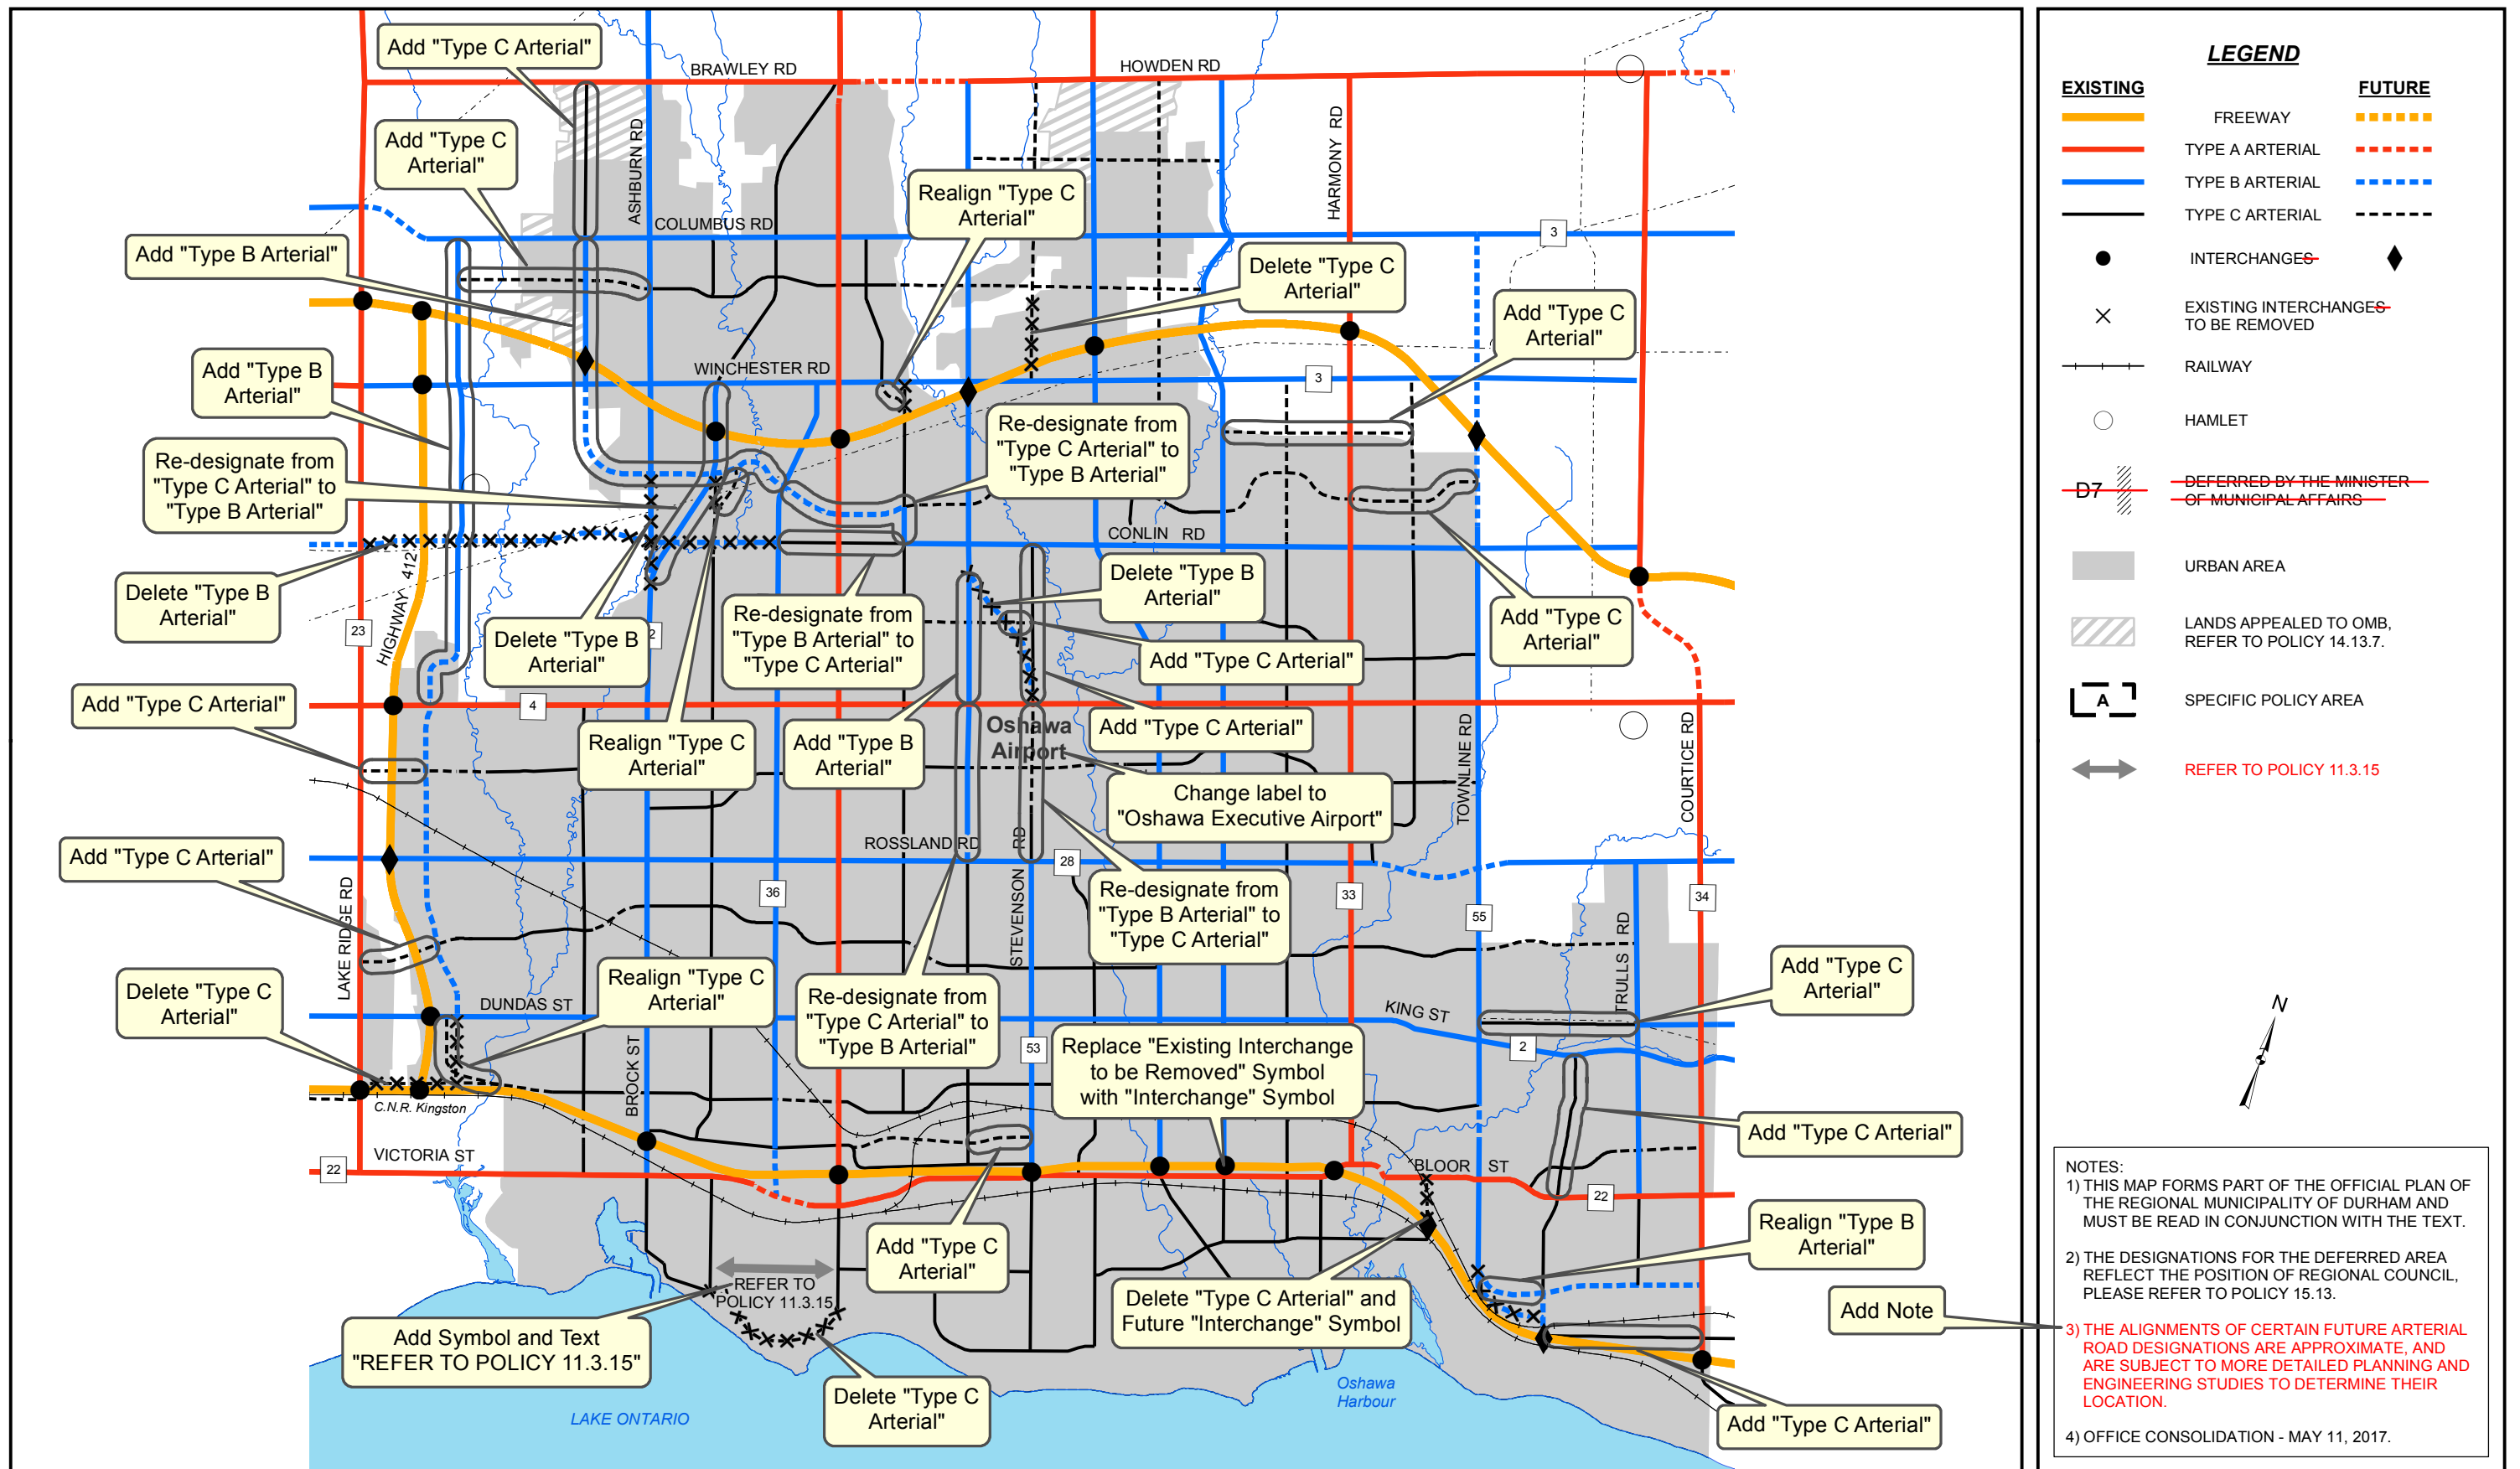 Add "Type C Arterial"
BRAWLEY RD
HOWDEN RD
ASHBURN RD
HARMONY RD
Add "Type C
Arterial"
Realign "Type C
Arterial"
COLUMBUS RD
3
Add "Type B Arterial"
Delete "Type C
Arterial"
Add "Type C
Arterial"
Add "Type B
Arterial"
WINCHESTER RD
3
Re-designate from
"Type C Arterial" to
"Type B Arterial"
Re-designate from
"Type C Arterial" to
"Type B Arterial"
CONLIN RD
HIGHWAY 412
Delete "Type B
Arterial"
Delete "Type B
Arterial"
23
2
Delete "Type B
Arterial"
Re-designate from
"Type B Arterial" to
"Type C Arterial"
Add "Type C Arterial"
Add "Type C
Arterial"
Add "Type C Arterial"
4
Realign "Type C
Arterial"
Add "Type B
Arterial"
Oshawa
Airport
Add "Type C Arterial"
TOWNLINE RD
COURTICE RD
Change label to
"Oshawa Executive Airport"
Add "Type C Arterial"
ROSSLAND RD
STEVENSON RD
28
LAKE RIDGE RD
36
Re-designate from
"Type B Arterial" to
"Type C Arterial"
33
55
34
TRULLS RD
Delete "Type C
Arterial"
DUNDAS ST
Realign "Type C
Arterial"
Re-designate from
"Type C Arterial" to
"Type B Arterial"
KING ST
Add "Type C
Arterial"
53
2
BROCK ST
Replace "Existing Interchange
to be Removed" Symbol
with "Interchange" Symbol
C.N.R. Kingston
Add "Type C Arterial"
VICTORIA ST
22
BLOOR ST
22
Add "Type C
Arterial"
Realign "Type B
Arterial"
REFER TO
POLICY 11.3.15
Delete "Type C Arterial" and
Future "Interchange" Symbol
Add Note
Add Symbol and Text
"REFER TO POLICY 11.3.15"
Delete "Type C
Arterial"
Oshawa
Harbour
LAKE ONTARIO
Add "Type C Arterial"
LEGEND
EXISTING
FUTURE
FREEWAY
TYPE A ARTERIAL
TYPE B ARTERIAL
TYPE C ARTERIAL
INTERCHANGES
EXISTING INTERCHANGES
TO BE REMOVED
RAILWAY
HAMLET
D7
DEFERRED BY THE MINISTER
OF MUNICIPAL AFFAIRS
URBAN AREA
LANDS APPEALED TO OMB,
REFER TO POLICY 14.13.7.
A
SPECIFIC POLICY AREA
REFER TO POLICY 11.3.15
N
NOTES:
1) THIS MAP FORMS PART OF THE OFFICIAL PLAN OF
THE REGIONAL MUNICIPALITY OF DURHAM AND
MUST BE READ IN CONJUNCTION WITH THE TEXT.
2) THE DESIGNATIONS FOR THE DEFERRED AREA
REFLECT THE POSITION OF REGIONAL COUNCIL,
PLEASE REFER TO POLICY 15.13.
3) THE ALIGNMENTS OF CERTAIN FUTURE ARTERIAL
ROAD DESIGNATIONS ARE APPROXIMATE, AND
ARE SUBJECT TO MORE DETAILED PLANNING AND
ENGINEERING STUDIES TO DETERMINE THEIR
LOCATION.
4) OFFICE CONSOLIDATION - MAY 11, 2017.